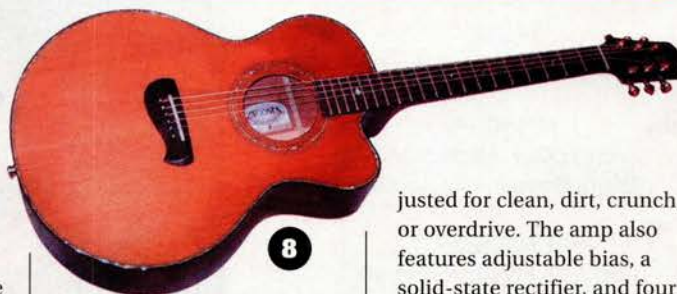 8
justed for clean, dirt, crunch
or overdrive. The amp also
features adjustable bias, a
solid-state rectifier, and four
e